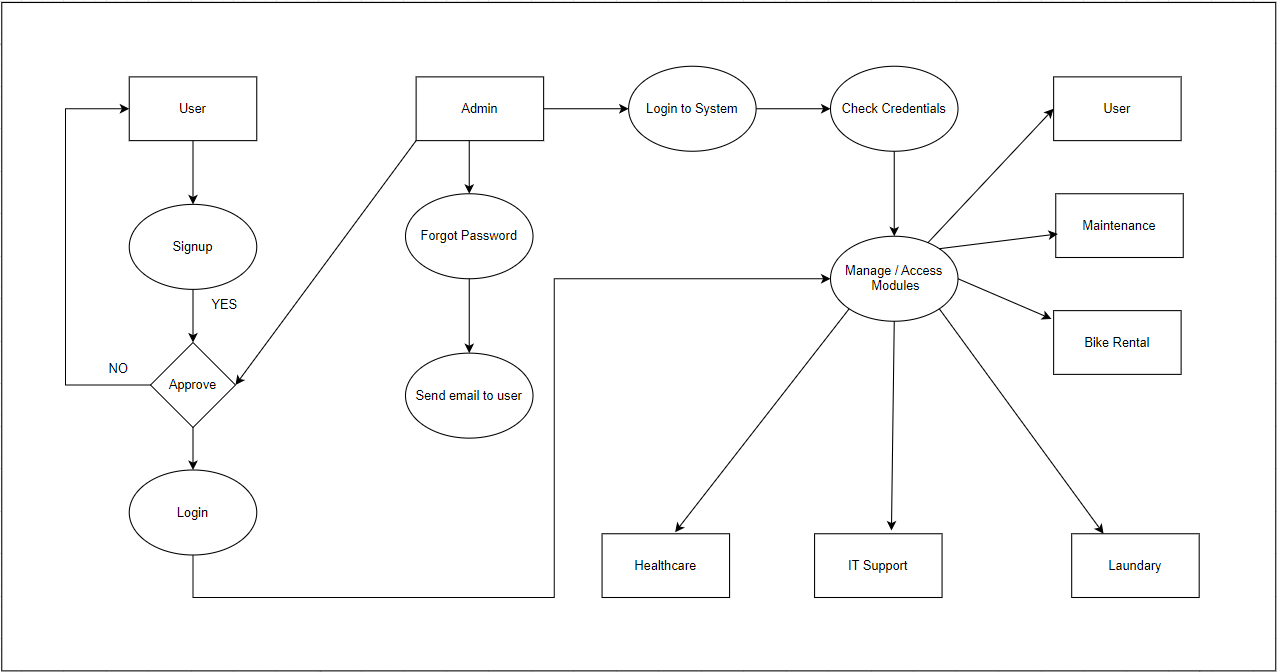 User
Admin
Login to System
Check Credentials
User
Signup
Forgot Password
Maintenance
Manage / Access
Modules
YES
Bike Rental
NO
Approve
Send email to user
Login
Healthcare
IT Support
Laundary